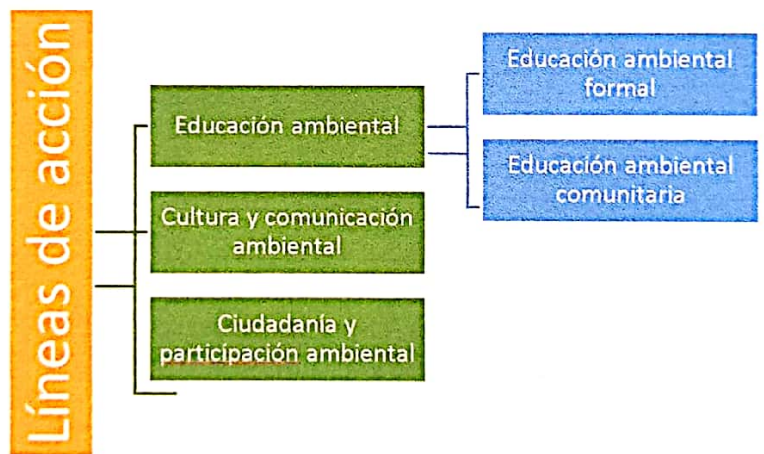 Líneas de acción
Educación ambiental
Cultura y comunicación
ambiental
Ciudadanía y
participación ambiental
Educación ambiental
formal
Educación ambiental
comunitaria